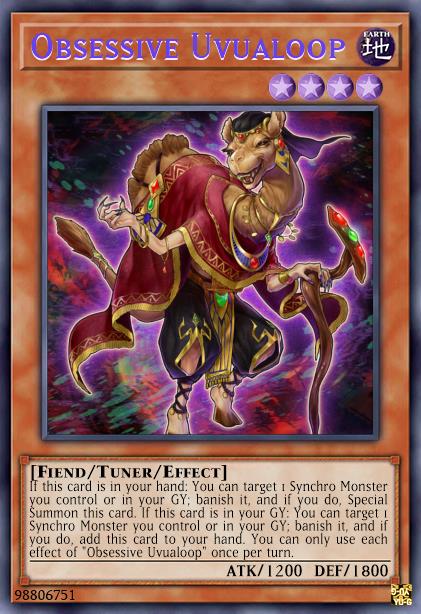 Obsessive Uvualoop
EARTH
地
[Fiend/Tuner/Effect]
If this card is in your hand: You can target 1 Synchro Monster
you control or in your GY; banish it, and if you do, Special
Summon this card. If this card is in your GY: You can target 1
Synchro Monster you control or in your GY; banish it, and if
you do, add this card to your hand. You can only use each
effect of "Obsessive Uvualoop" once per turn.
ATK/1200 DEF/1800
98806751